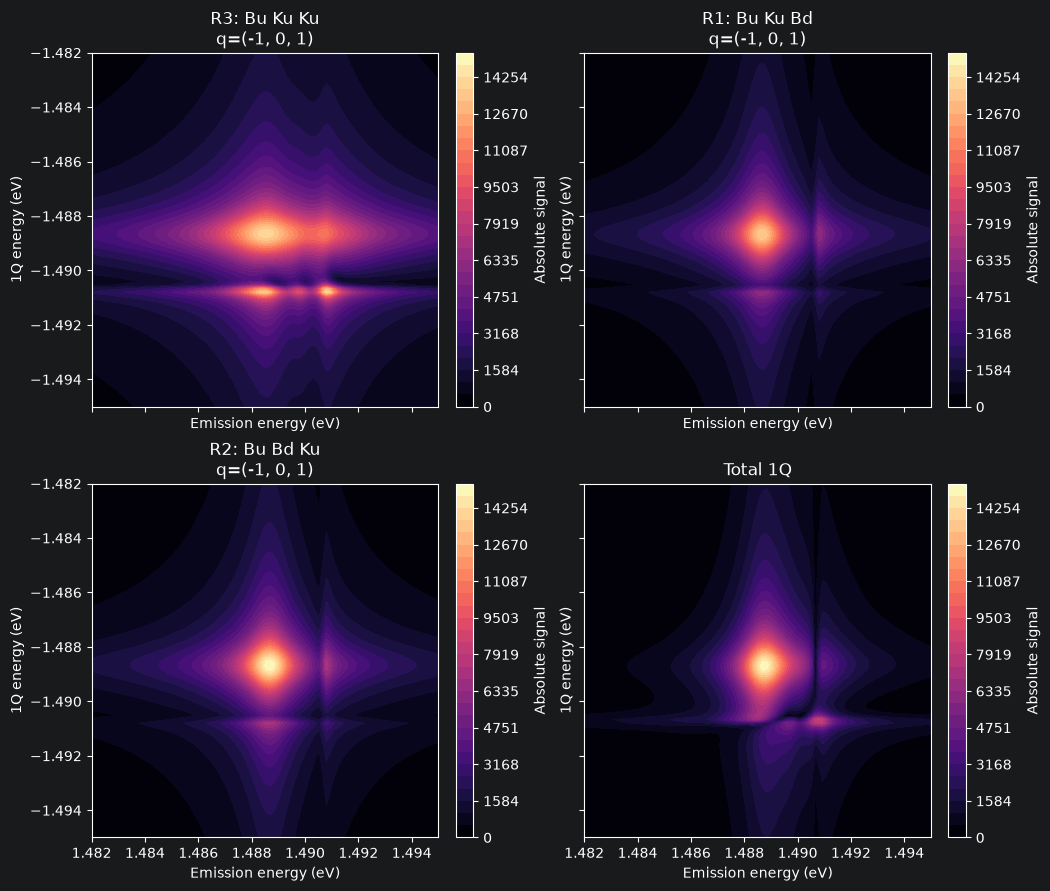 R3: Bu Ku Ku
q=(-1, 0, 1)
R1: Bu Ku Bd
q=(-1, 0, 1)
−1.482
−1.484
−1.486
−1.488
−1.490
−1.492
−1.494
1Q energy (eV)
Emission energy (eV)
14254
12670
11087
9503
7919
6335
4751
3168
1584
0
Absolute signal
1Q energy (eV)
Emission energy (eV)
14254
12670
11087
9503
7919
6335
4751
3168
1584
0
Absolute signal
R2: Bu Bd Ku
q=(-1, 0, 1)
Total 1Q
−1.482
−1.484
−1.486
−1.488
−1.490
−1.492
−1.494
1Q energy (eV)
1.482 1.484 1.486 1.488 1.490 1.492 1.494
Emission energy (eV)
14254
12670
11087
9503
7919
6335
4751
3168
1584
0
Absolute signal
1Q energy (eV)
1.482 1.484 1.486 1.488 1.490 1.492 1.494
Emission energy (eV)
14254
12670
11087
9503
7919
6335
4751
3168
1584
0
Absolute signal